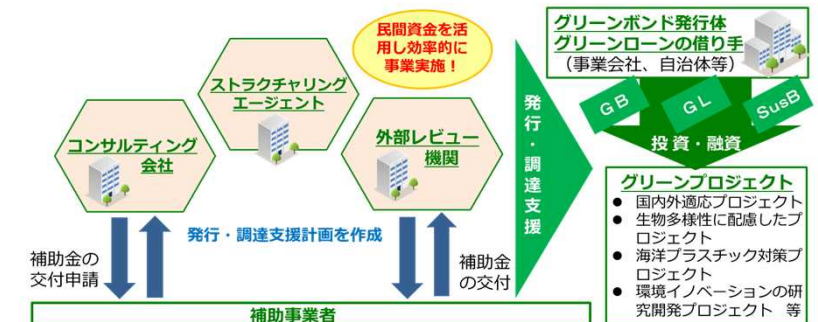 民間資金を活
用し効率的に
事業実施！
ストラクチャリング
エージェント
コンサルティング
会社
外部レビュー
機関
発行・調達支援計画を作成
補助金の
交付申請
補助金
の交付
補助事業者
発行・調達支援
グリーンボンド発行体
グリーンローンの借り手
（事業会社、自治体等）
GB
GL
SusB
投資・融資
グリーンプロジェクト
● 国内外適応プロジェクト
● 生物多様性に配慮したプ
ロジェクト
● 海洋プラスチック対策プ
ロジェクト
● 環境イノベーションの研
究開発プロジェクト 等